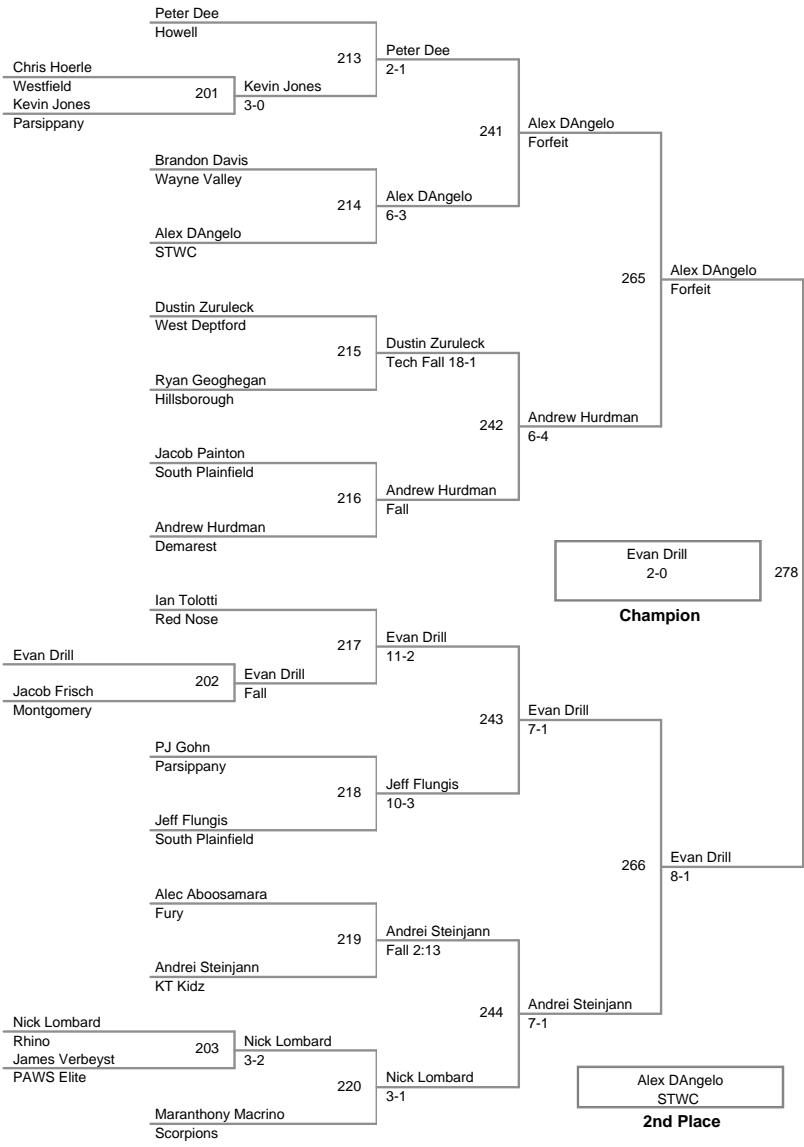 Peter Dee
Howell
213
Peter Dee
2-1
Chris Hoerle
Westfield
201
Kevin Jones
3-0
Kevin Jones
Parsippany
241
Alex DAngelo
Forfeit
Brandon Davis
Wayne Valley
214
Alex DAngelo
6-3
Alex DAngelo
STWC
265
Alex DAngelo
Forfeit
Dustin Zuruleck
West Deptford
215
Dustin Zuruleck
Tech Fall 18-1
Ryan Geoghegan
Hillsborough
242
Andrew Hurdman
6-4
Jacob Painton
South Plainfield
216
Andrew Hurdman
Fall
Andrew Hurdman
Demarest
Evan Drill
2-0
278
Champion
Ian Tolotti
Red Nose
217
Evan Drill
11-2
Evan Drill
202
Evan Drill
Fall
Jacob Frisch
Montgomery
243
Evan Drill
7-1
PJ Gohn
Parsippany
218
Jeff Flungis
10-3
Jeff Flungis
South Plainfield
266
Evan Drill
8-1
Alec Aboosamara
Fury
219
Andrei Steinjann
Fall 2:13
Andrei Steinjann
KT Kidz
244
Andrei Steinjann
7-1
Nick Lombard
Rhino
203
Nick Lombard
3-2
James Verbeyst
PAWS Elite
220
Nick Lombard
3-1
Maranthony Macrino
Scorpions
Alex DAngelo
STWC
2nd Place